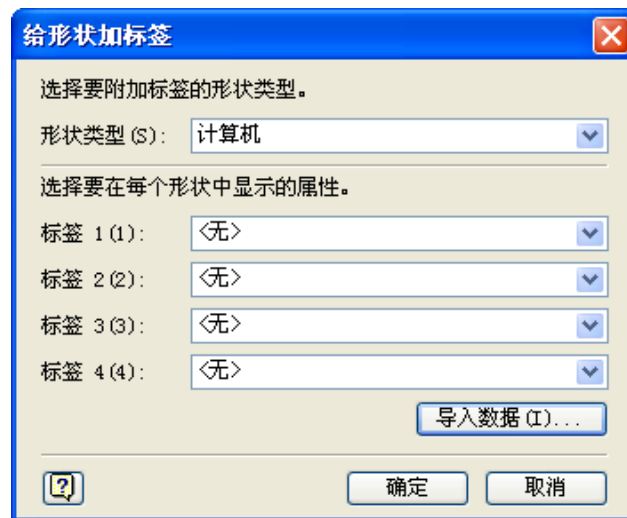 给形状加标签
选择要附加标签的形状类型。
形状类型(S): 计算机
选择要在每个形状中显示的属性。
标签 1(1): <无>
标签 2(2): <无>
标签 3(3): <无>
标签 4(4): <无>
导入数据(I)...
? 确定 取消